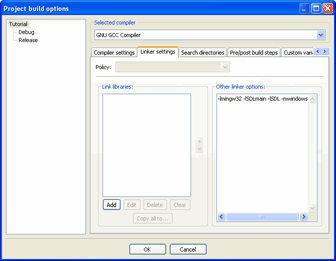 Project build options
Tutorial
Debug
Release
Selected compiler
GNU GCC Compiler
Compiler settings
Linker settings
Search directories
Pre/post build steps
Custom vari
Policy:
Link libraries:
Other linker options:
-lmingw32 -lSDLmain -lSDL -mwindows
Add
Edit
Delete
Clear
Copy all to...
OK
Cancel